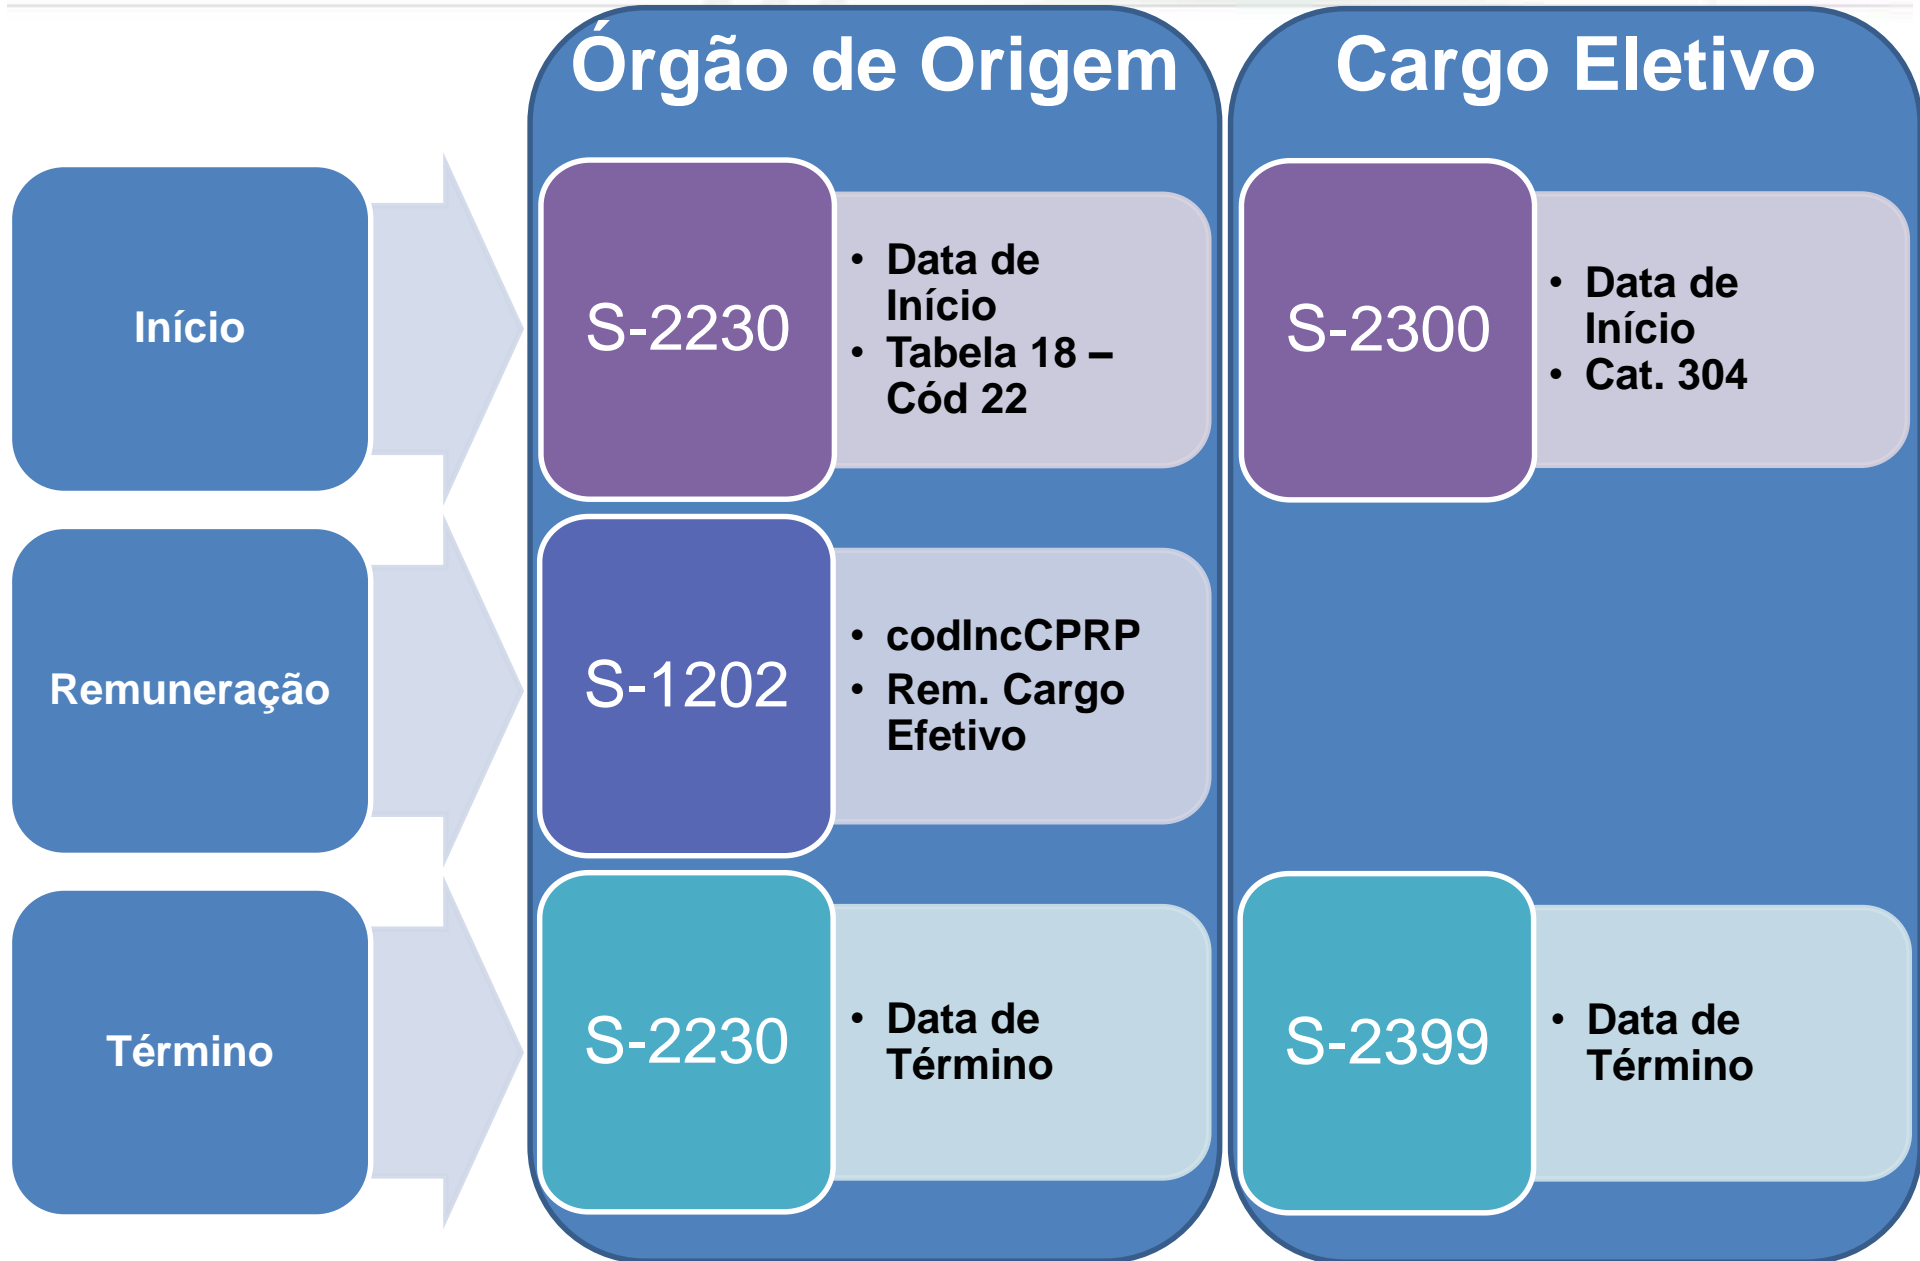 Órgão de Origem
Cargo Eletivo
Início
S-2230
• Data de
Início
• Tabela 18 –
Cód 22
S-2300
• Data de
Início
• Cat. 304
Remuneração
S-1202
• codIncCPRP
• Rem. Cargo
Efetivo
Término
S-2230
• Data de
Término
S-2399
• Data de
Término